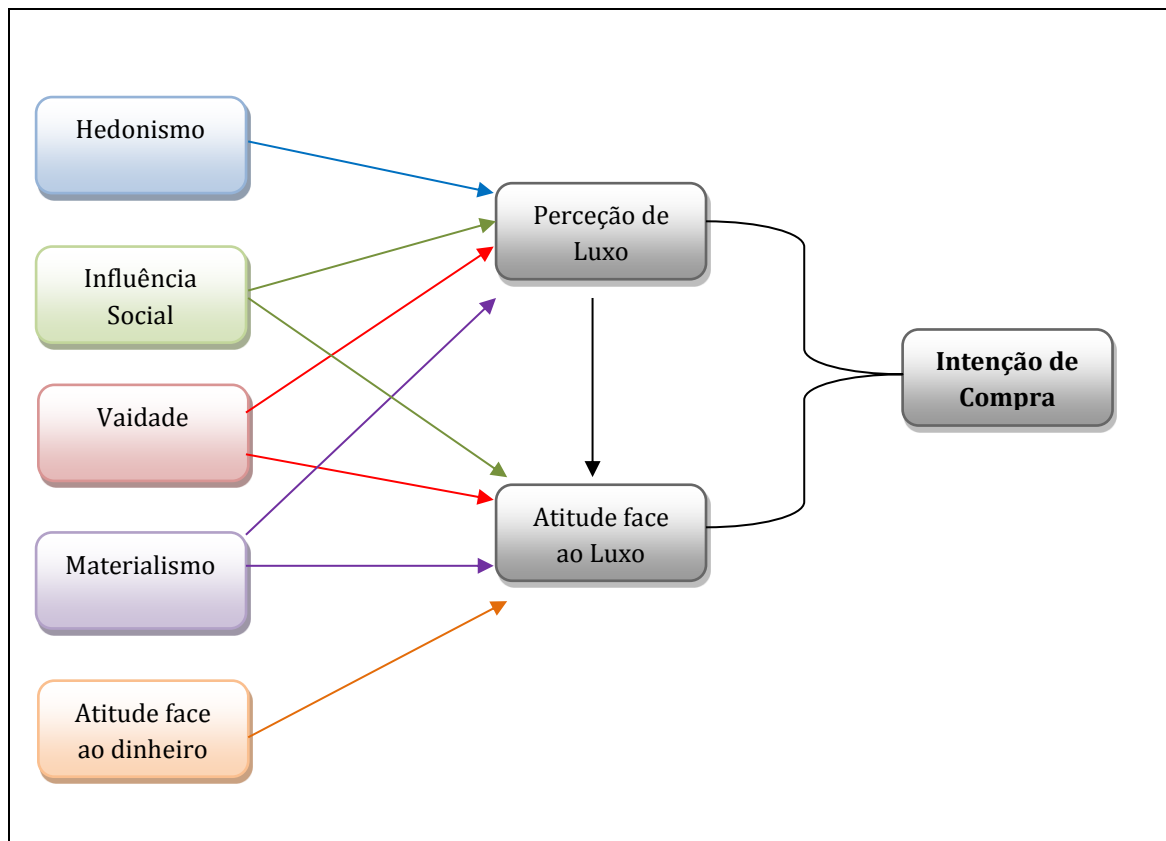 Hedonismo
Influência
Social
Vaidade
Materialismo
Atitude face
ao dinheiro
Perceção de
Luxo
Atitude face
ao Luxo
Intenção de
Compra